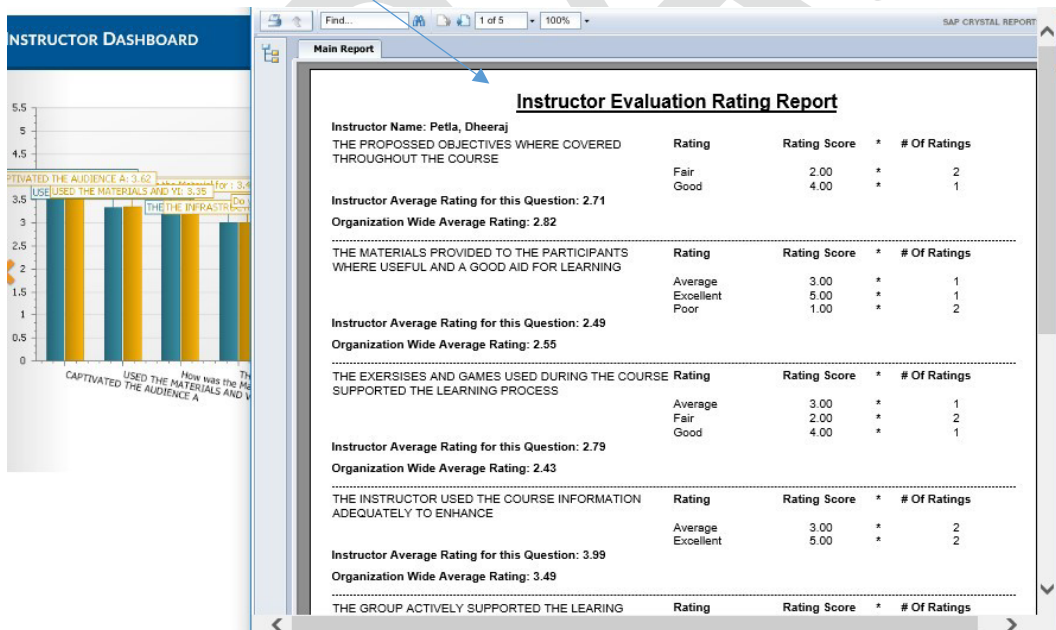 INSTRUCTOR DASHBOARD
5.5
5
4.5
3.5
3
2.5
2
1.5
1
0.5
0
PTIVATED THE AUDIENCE A: 3.62
USED THE MATERIALS AND VI: 3.35
CAPTIVATED THE AUDIENCE A
USED THE MATERIALS AND V
How was the Ma
Find...
1 of 5
100%
SAP CRYSTAL REPORT
Main Report
Instructor Evaluation Rating Report
Instructor Name: Petla, Dheeraj
THE PROPOSSED OBJECTIVES WHERE COVERED Rating Rating Score * # Of Ratings
THROUGHOUT THE COURSE
Fair 2.00 * 2
Good 4.00 * 1
Instructor Average Rating for this Question: 2.71
Organization Wide Average Rating: 2.82
THE MATERIALS PROVIDED TO THE PARTICIPANTS Rating Rating Score * # Of Ratings
WHERE USEFUL AND A GOOD AID FOR LEARNING
Average 3.00 * 1
Excellent 5.00 * 1
Poor 1.00 * 2
Instructor Average Rating for this Question: 2.49
Organization Wide Average Rating: 2.55
THE EXERSISES AND GAMES USED DURING THE COURSE Rating Rating Score * # Of Ratings
SUPPORTED THE LEARNING PROCESS
Average 3.00 * 1
Fair 2.00 * 2
Good 4.00 * 1
Instructor Average Rating for this Question: 2.79
Organization Wide Average Rating: 2.43
THE INSTRUCTOR USED THE COURSE INFORMATION Rating Rating Score * # Of Ratings
ADEQUATELY TO ENHANCE
Average 3.00 * 2
Excellent 5.00 * 2
Instructor Average Rating for this Question: 3.99
Organization Wide Average Rating: 3.49
THE GROUP ACTIVELY SUPPORTED THE LEARING Rating Rating Score * # Of Ratings